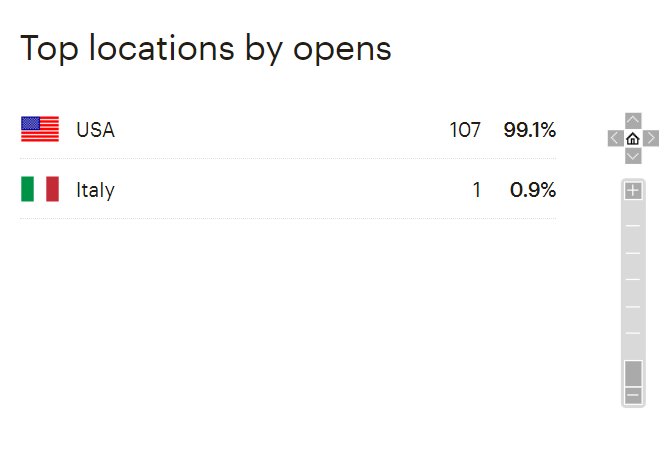 Top locations by opens
USA 107 99.1%
Italy 1 0.9%